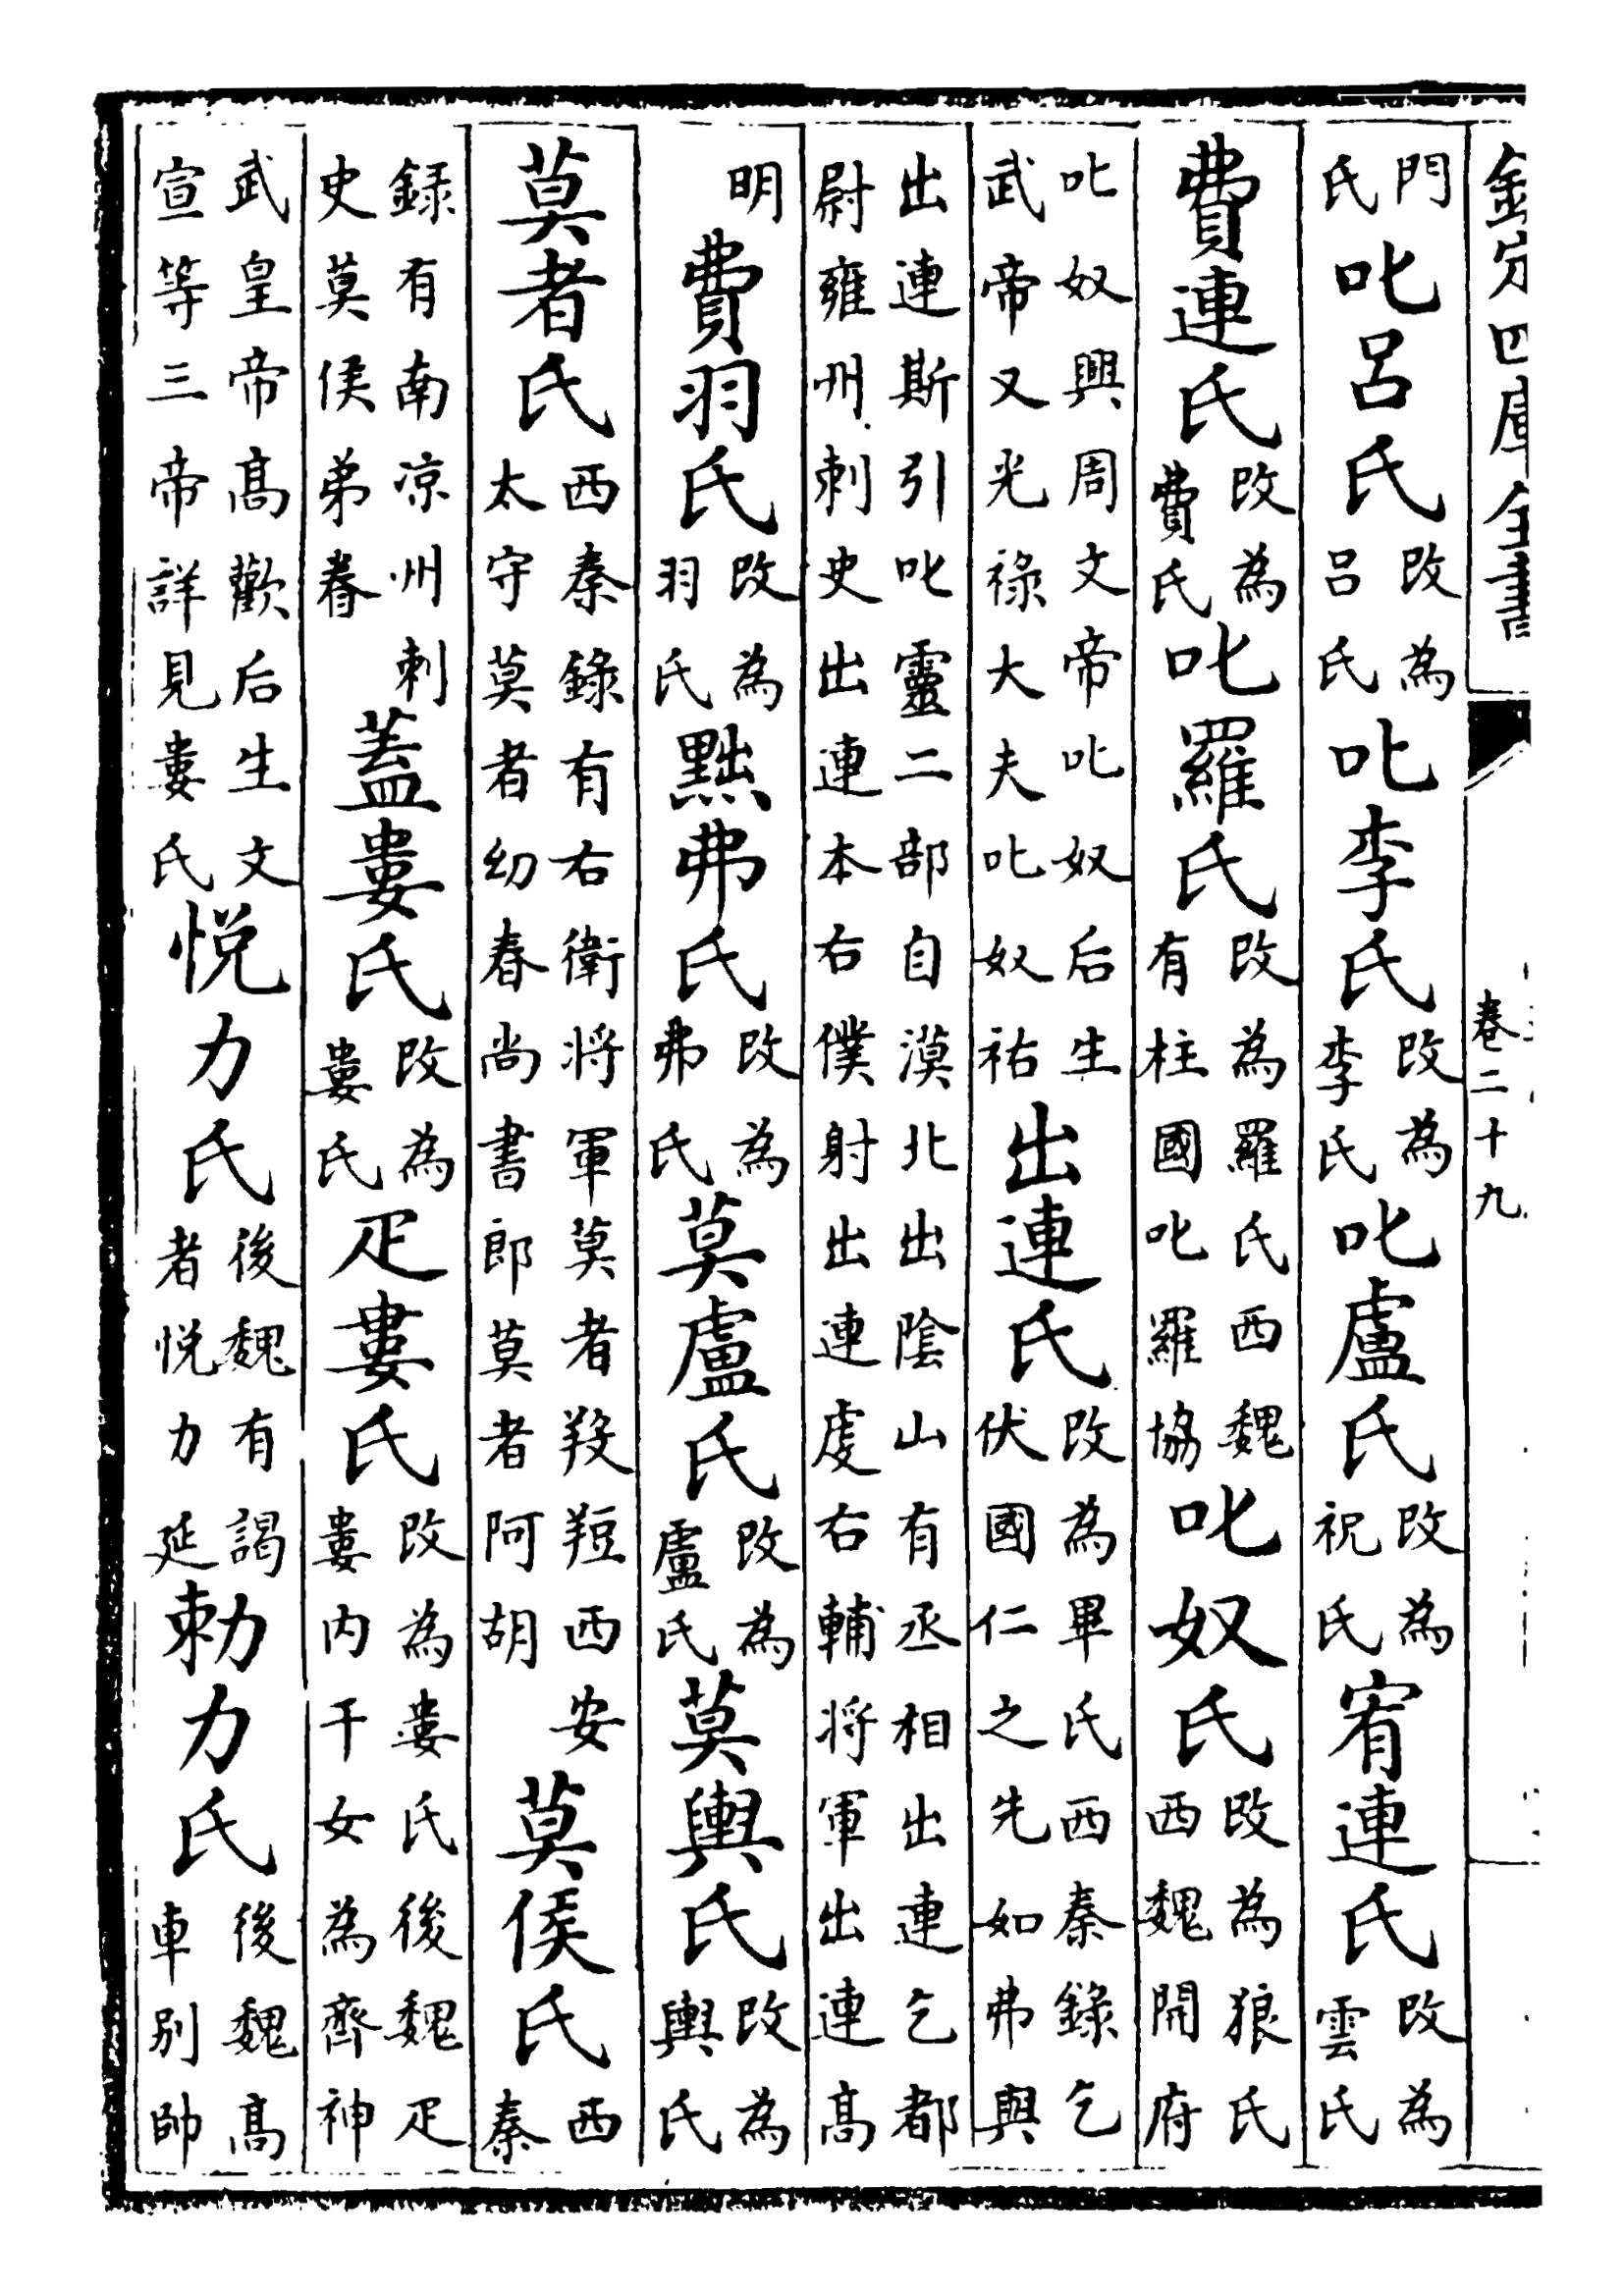 欽定四庫全書 卷二十九
門氏叱呂氏改為呂氏叱李氏改為李氏叱盧氏改為祝氏宥連氏改為雲氏
費連氏改為費氏叱羅氏改為羅氏西魏有柱國叱羅協叱奴氏改為狼氏西魏開府
叱奴興周文帝叱奴后生武帝又光祿大夫叱奴祐出連氏改為畢氏西秦錄乞伏國仁之先如弗與
出連斯引叱靈二部自漠北出陰山有丞相出連乞都尉雍州刺史出連本右僕射出連虔右輔將軍出連高
明費羽氏改為羽氏黜弗氏改為弗氏莫盧氏改為盧氏莫輿氏改為輿氏
莫者氏西秦錄有右衛將軍莫者羖䍧西安太守莫者幼春尚書郎莫者阿胡莫侯氏西秦
錄有南凉州刺史莫侯弟眷蓋婁氏改為婁氏疋婁氏改為婁氏後魏疋婁内干女為齊神
武皇帝高歡后生文宣等三帝詳見婁氏悅力氏後魏有謁者悅力延勅力氏後魏高車別帥